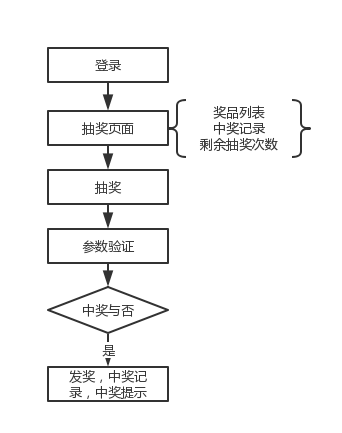 登录
抽奖页面
奖品列表
中奖记录
剩余抽奖次数
抽奖
参数验证
中奖与否
是
发奖，中奖记
录，中奖提示